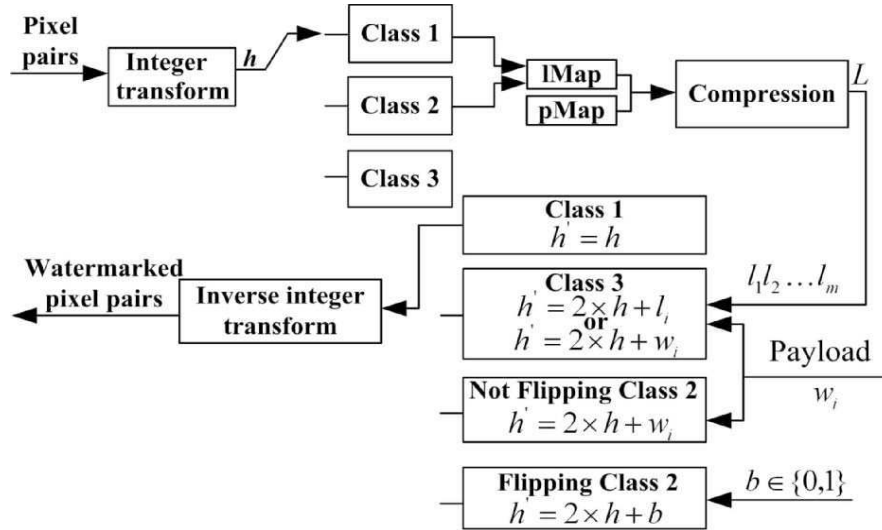 Pixel
pairs
Integer
transform
h
Class 1
Class 2
Class 3
lMap
pMap
Compression
L
Class 1
h' = h
Class 3
h' = 2 × h + l_i
or
h' = 2 × h + w_i
l_1 l_2 … l_m
Payload
w_i
Not Flipping Class 2
h' = 2 × h + w_i
Flipping Class 2
h' = 2 × h + b
b ∈ {0,1}
Inverse integer
transform
Watermarked
pixel pairs